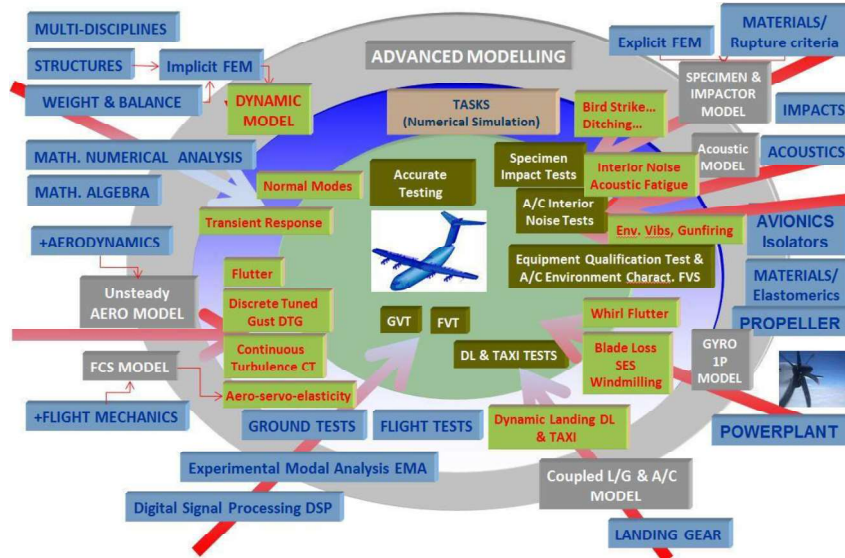 MULTI-DISCIPLINES
STRUCTURES
Implicit FEM
WEIGHT & BALANCE
DYNAMIC
MODEL
ADVANCED MODELLING
TASKS
(Numerical Simulation)
Explicit FEM
MATERIALS/
Rupture criteria
SPECIMEN &
IMPACTOR
MODEL
Bird Strike...
Ditching...
IMPACTS
MATH. NUMERICAL ANALYSIS
MATH. ALGEBRA
Normal Modes
Accurate
Testing
Specimen
Impact Tests
Interior Noise
Acoustic Fatigue
Acoustic
MODEL
ACOUSTICS
Transient Response
A/C Interior
Noise Tests
Env. Vibs, Gunfiring
AVIONICS
Isolators
+AERODYNAMICS
Flutter
Equipment Qualification Test &
A/C Environment Charact. FVS
MATERIALS/
Elastomerics
Unsteady
AERO MODEL
Discrete Tuned
Gust DTG
GVT
FVT
Whirl Flutter
PROPELLER
Continuous
Turbulence CT
DL & TAXI TESTS
Blade Loss
SES
Windmilling
GYRO
1P
MODEL
FCS MODEL
Aero-servo-elasticity
+FLIGHT MECHANICS
GROUND TESTS
FLIGHT TESTS
Dynamic Landing DL
& TAXI
POWERPLANT
Experimental Modal Analysis EMA
Coupled L/G & A/C
MODEL
Digital Signal Processing DSP
LANDING GEAR